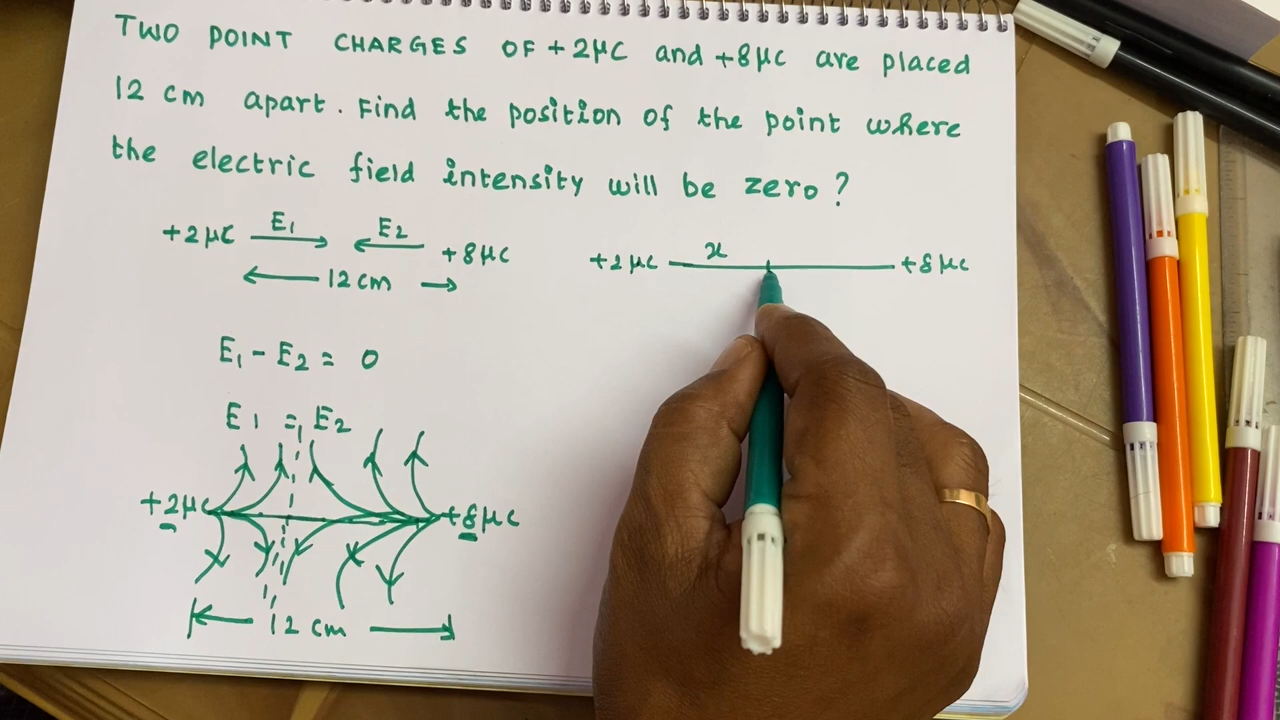 TWO POINT CHARGES OF +2μC and +8μC are placed
12 cm apart. Find the position of the point where
the electric field intensity will be zero?
+2μC E1 E2 +8μC
12 cm
+2μC x +8μC
E1 - E2 = 0
E1 = E2
+2μC +8μC
12 cm